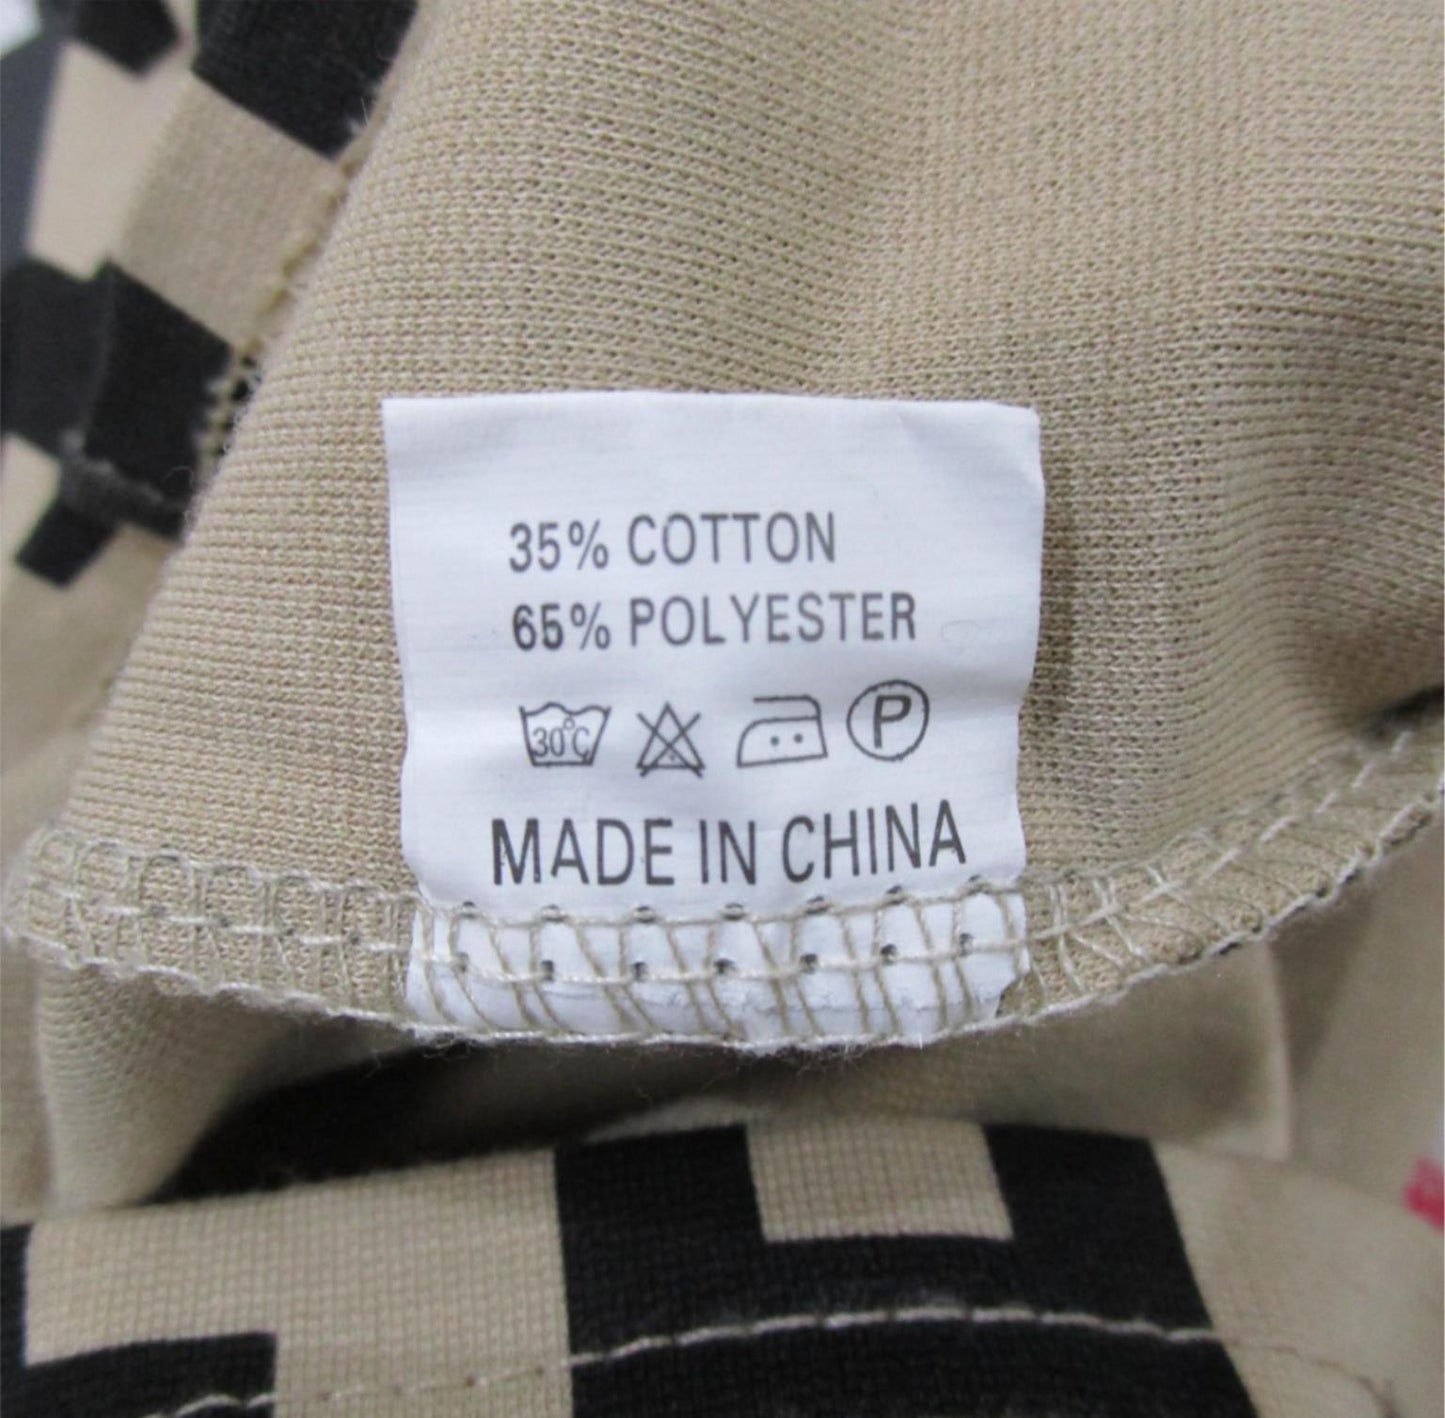 35% COTTON
65% POLYESTER
30°C P
MADE IN CHINA